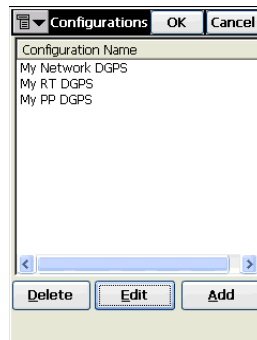 Configurations OK Cancel
Configuration Name
My Network DGPS
My RT DGPS
My PP DGPS
Delete Edit Add